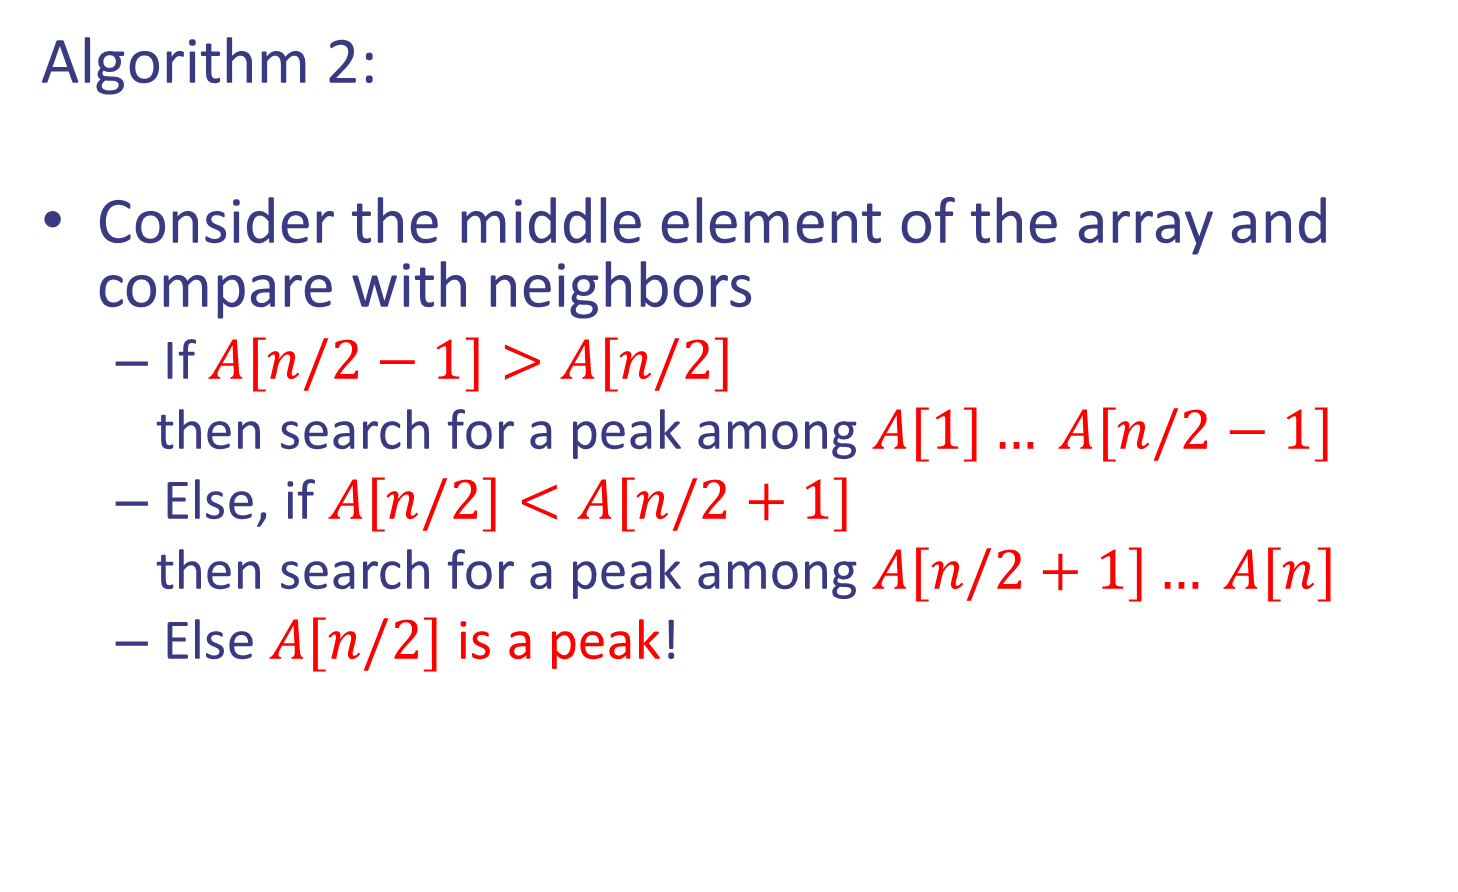 Algorithm 2:
• Consider the middle element of the array and
compare with neighbors
– If A[n/2 − 1] > A[n/2]
then search for a peak among A[1] … A[n/2 − 1]
– Else, if A[n/2] < A[n/2 + 1]
then search for a peak among A[n/2 + 1] … A[n]
– Else A[n/2] is a peak!